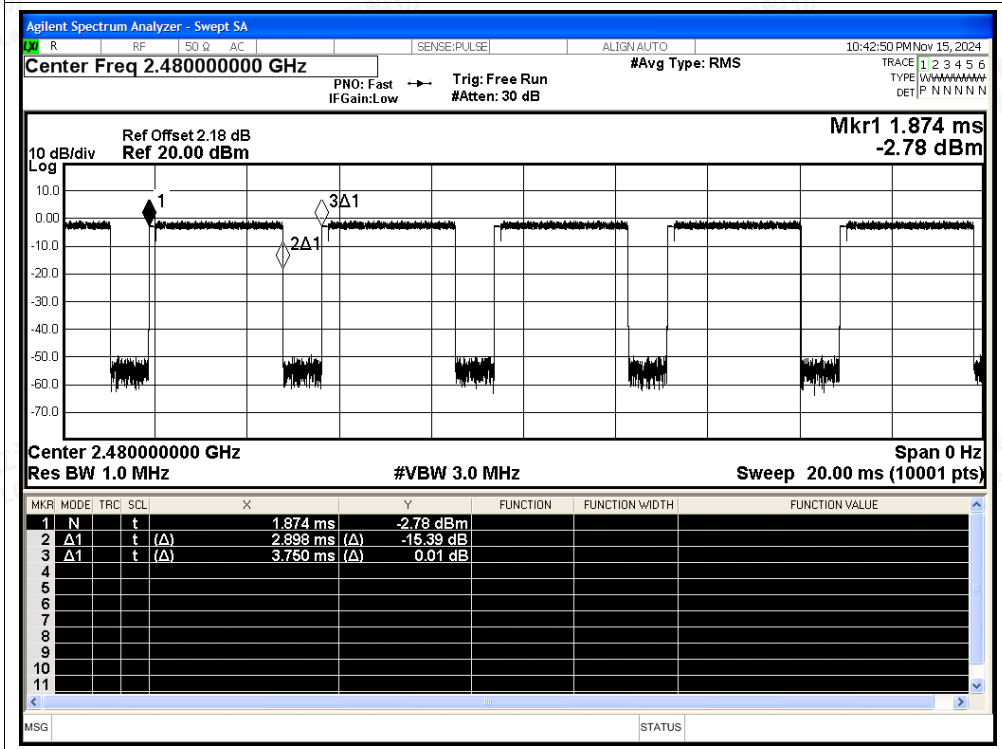 Agilent Spectrum Analyzer - Swept SA
LXI R RF 50 Ω AC SENSE:PULSE ALIGN AUTO 10:42:50 PM Nov 15, 2024
Center Freq 2.480000000 GHz #Avg Type: RMS TRACE 1 2 3 4 5 6
PNO: Fast Trig: Free Run TYPE
IFGain:Low #Atten: 30 dB DET P N N N N N
Mkr1 1.874 ms
Ref Offset 2.18 dB
10 dB/div Ref 20.00 dBm -2.78 dBm
Log
10.0
0.00
-10.0
-20.0
-30.0
-40.0
-50.0
-60.0
-70.0
1
3Δ1
2Δ1
Center 2.480000000 GHz Span 0 Hz
Res BW 1.0 MHz #VBW 3.0 MHz Sweep 20.00 ms (10001 pts)
MKR MODE TRC SCL X Y FUNCTION FUNCTION WIDTH FUNCTION VALUE
1 N t 1.874 ms -2.78 dBm
2 Δ1 t (Δ) 2.898 ms (Δ) -15.39 dB
3 Δ1 t (Δ) 3.750 ms (Δ) 0.01 dB
4
5
6
7
8
9
10
11
MSG STATUS